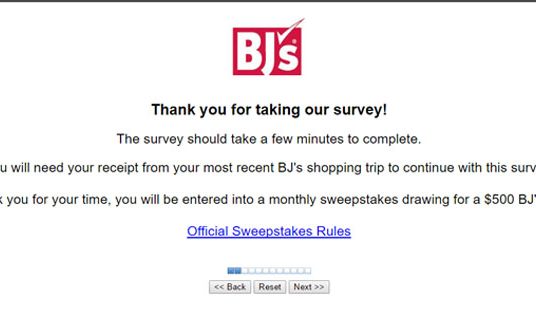 BJ's
Thank you for taking our survey!
The survey should take a few minutes to complete.
u will need your receipt from your most recent BJ's shopping trip to continue with this surv
k you for your time, you will be entered into a monthly sweepstakes drawing for a $500 BJ'
Official Sweepstakes Rules
<< Back Reset Next >>